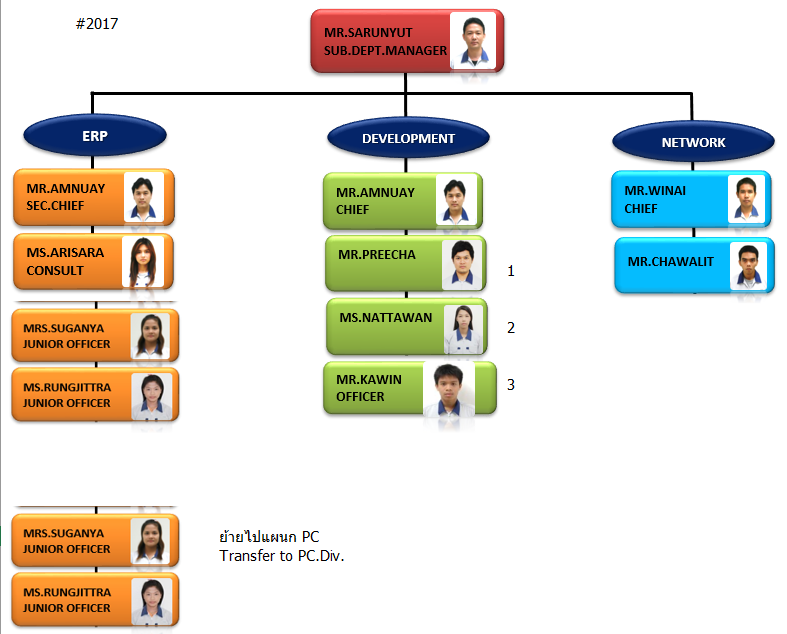 #2017
MR.SARUNYUT
SUB.DEPT.MANAGER
ERP
DEVELOPMENT
NETWORK
MR.AMNUAY
SEC.CHIEF
MR.AMNUAY
CHIEF
MR.WINAI
CHIEF
MS.ARISARA
CONSULT
MR.PREECHA
1
MR.CHAWALIT
MRS.SUGANYA
JUNIOR OFFICER
MS.NATTAWAN
2
MS.RUNGJITTRA
JUNIOR OFFICER
MR.KAWIN
OFFICER
3
MRS.SUGANYA
JUNIOR OFFICER
ย้ายไปแผนก PC
Transfer to PC.Div.
MS.RUNGJITTRA
JUNIOR OFFICER